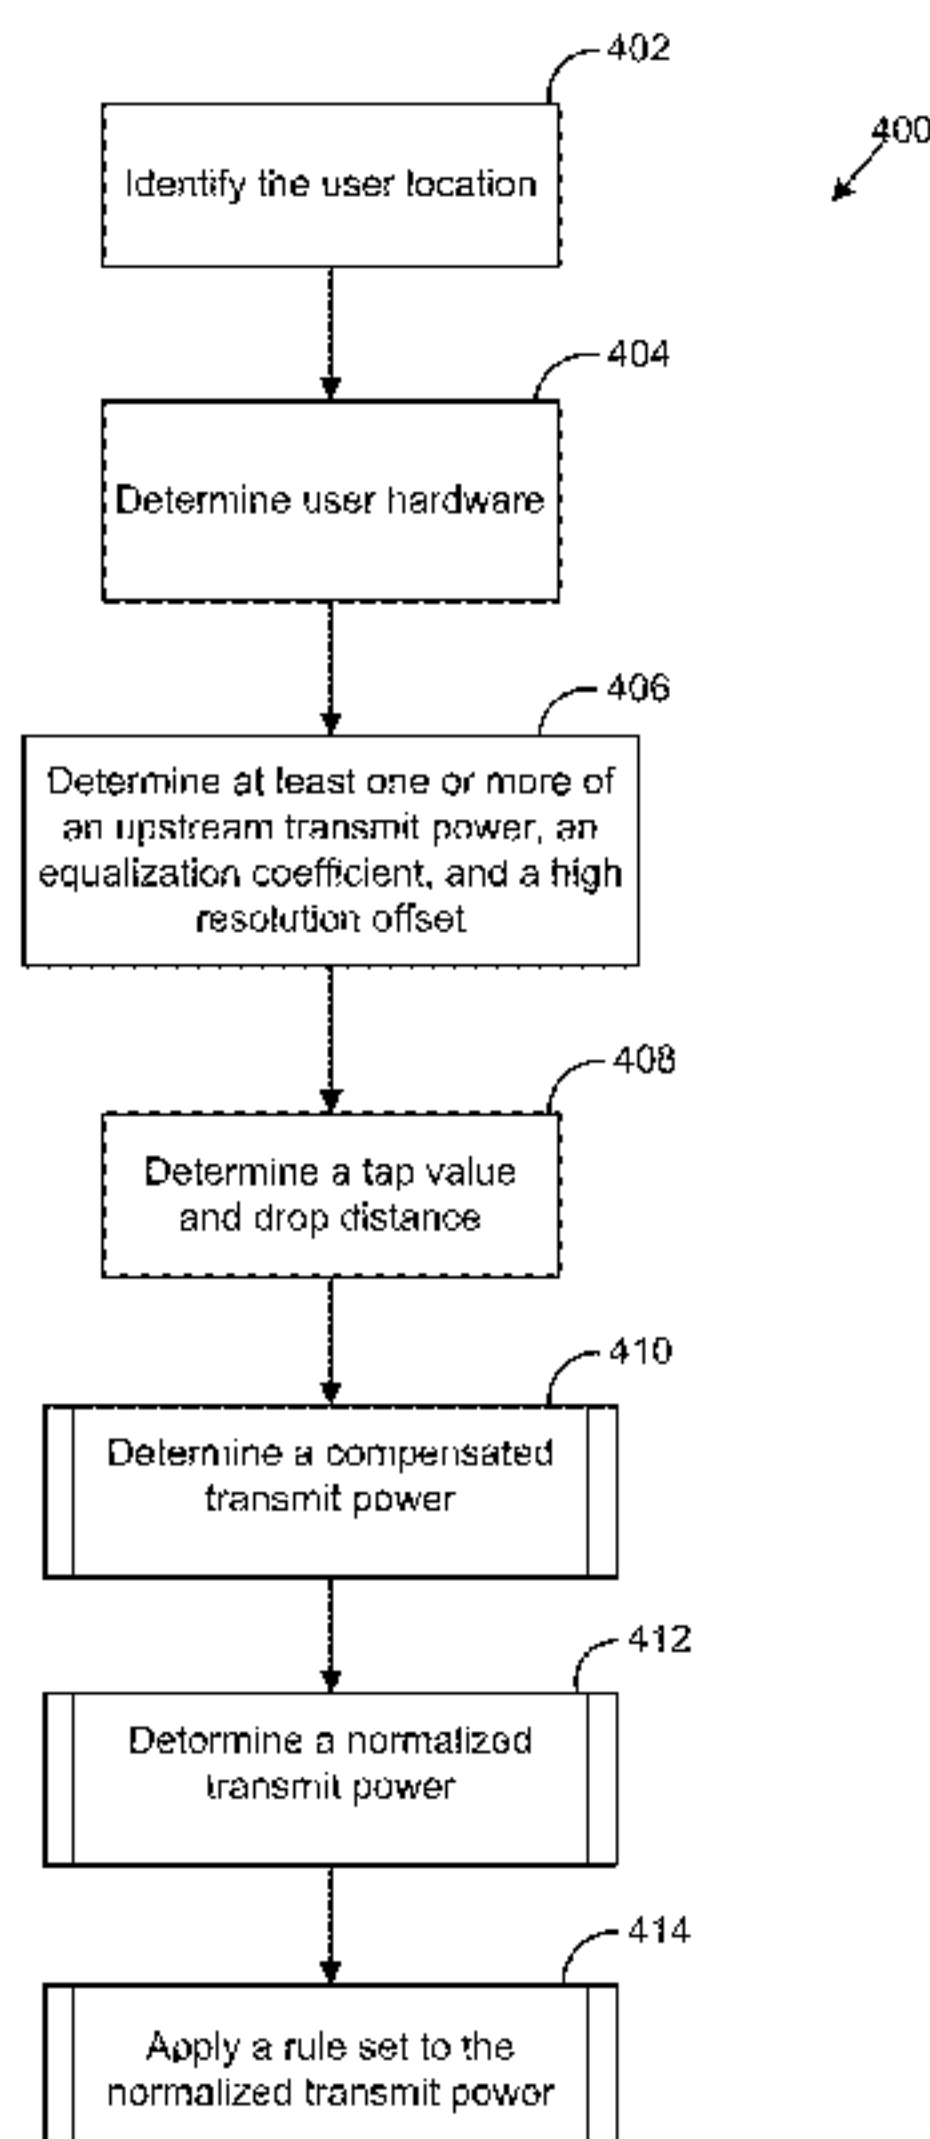 402
400
Identify the user location
404
Determine user hardware
406
Determine at least one or more of
an upstream transmit power, an
equalization coefficient, and a high
resolution offset
408
Determine a tap value
and drop distance
410
Determine a compensated
transmit power
412
Determine a normalized
transmit power
414
Apply a rule set to the
normalized transmit power